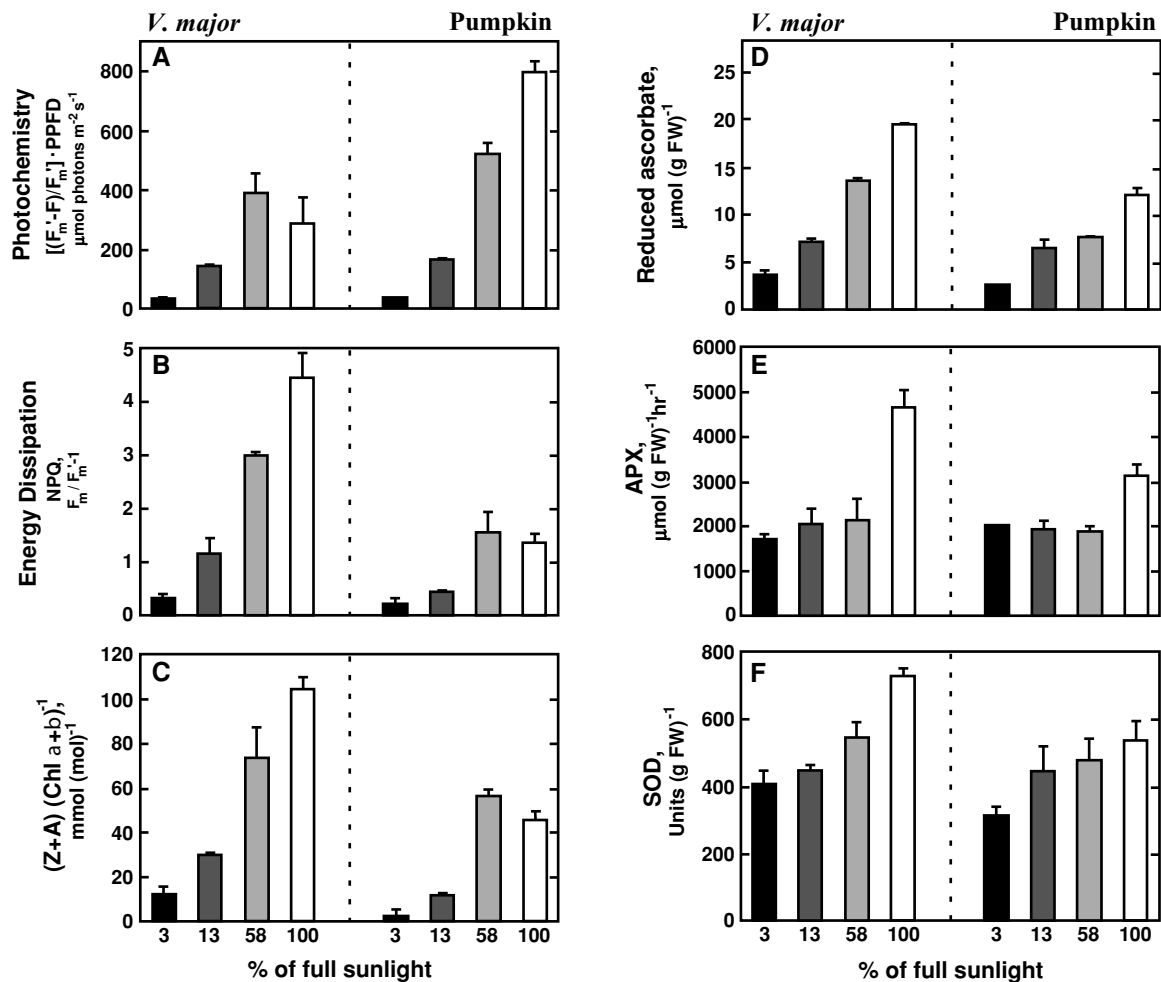 V. major
Pumpkin
A
800
600
400
200
0
Photochemistry
[(Fm'-F)/Fm'] · PPFD
μmol photons m-2 s-1
B
5
4
3
2
1
0
Energy Dissipation
NPQ,
Fm/Fm'-1
C
120
100
80
60
40
20
0
(Z+A) (Chl a+b)-1,
mmol (mol)-1
3 13 58 100 3 13 58 100
% of full sunlight
V. major
Pumpkin
D
25
20
15
10
5
0
Reduced ascorbate,
μmol (g FW)-1
E
6000
5000
4000
3000
2000
1000
0
APX,
μmol (g FW)-1hr-1
F
800
600
400
200
0
SOD,
Units (g FW)-1
3 13 58 100 3 13 58 100
% of full sunlight